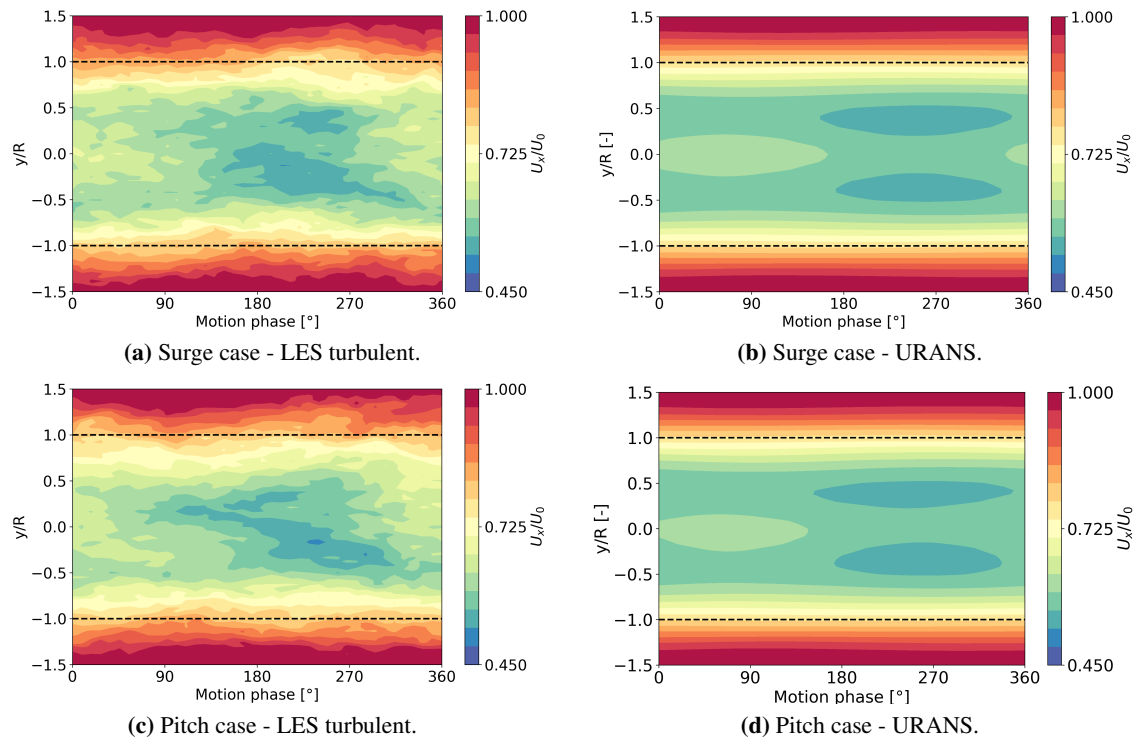 1.5
1.0
0.5
0.0
−0.5
−1.0
−1.5
y/R
0 90 180 270 360
Motion phase [°]
1.000
0.725
0.450
U_x/U_0
(a) Surge case - LES turbulent.
1.5
1.0
0.5
0.0
−0.5
−1.0
−1.5
y/R [-]
0 90 180 270 360
Motion phase [°]
1.000
0.725
0.450
U_x/U_0
(b) Surge case - URANS.
1.5
1.0
0.5
0.0
−0.5
−1.0
−1.5
y/R
0 90 180 270 360
Motion phase [°]
1.000
0.725
0.450
U_x/U_0
(c) Pitch case - LES turbulent.
1.5
1.0
0.5
0.0
−0.5
−1.0
−1.5
y/R [-]
0 90 180 270 360
Motion phase [°]
1.000
0.725
0.450
U_x/U_0
(d) Pitch case - URANS.